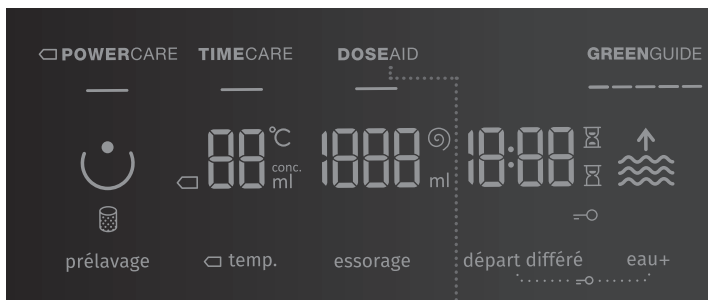 POWERCARE TIMECARE DOSEAID GREENGUIDE
88 °C 1888 18:88
conc.
ml ml
prélavage temp. essorage départ différé eau+